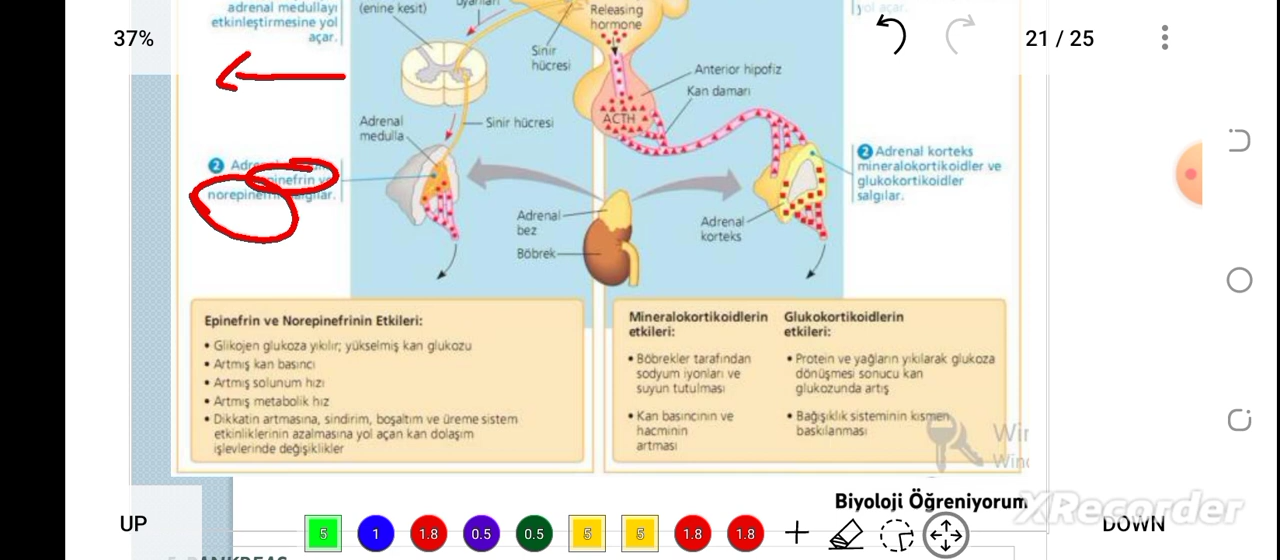 37%
21 / 25
adrenal medullayı
etkinleştirmesine yol
açar.
(enine kesit)
uyarıları
Releasing
hormone
Sinir
hücresi
yol açar.
Anterior hipofiz
Kan damarı
ACTH
Adrenal
medulla
Sinir hücresi
2
norepinefrin salgılar.
2 Adrenal korteks
mineralokortikoidler ve
glukokortikoidler
salgılar.
Adrenal
bez
Böbrek
Adrenal
korteks
Epinefrin ve Norepinefrinin Etkileri:
• Glikojen glukoza yıkılır; yükselmiş kan glukozu
• Artmış kan basıncı
• Artmış solunum hızı
• Artmış metabolik hız
• Dikkatin artmasına, sindirim, boşaltım ve üreme sistem
etkinliklerinin azalmasına yol açan kan dolaşım
işlevlerinde değişiklikler
Mineralokortikoidlerin
etkileri:
• Böbrekler tarafından
sodyum iyonları ve
suyun tutulması
• Kan basıncının ve
hacminin
artması
Glukokortikoidlerin
etkileri:
• Protein ve yağların yıkılarak glukoza
dönüşmesi sonucu kan
glukozunda artış
• Bağışıklık sisteminin kısmen
baskılanması
Biyoloji Öğreniyorum
XRecorder
UP
5 1 1.8 0.5 0.5 5 5 1.8 1.8
DOWN